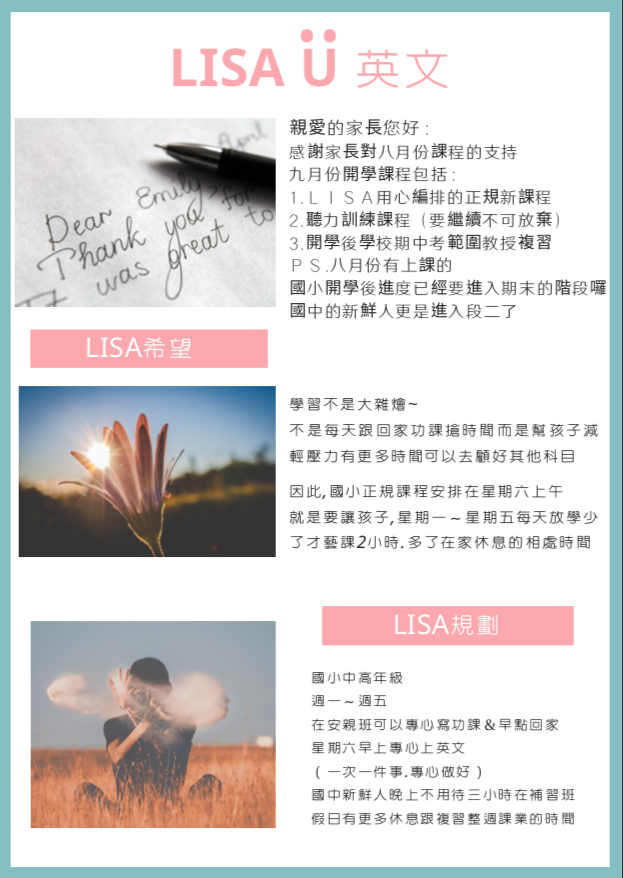 LISA Ü 英文
April
Dear Emily,
Thank you for
It was great to
親愛的家長您好：
感謝家長對八月份課程的支持
九月份開學課程包括：
1.ＬＩＳＡ用心編排的正規新課程
2.聽力訓練課程（要繼續不可放棄）
3.開學後學校期中考範圍教授複習
ＰＳ.八月份有上課的
國小開學後進度已經要進入期末的階段囉
國中的新鮮人更是進入段二了
LISA希望
學習不是大雜燴~
不是每天跟回家功課搶時間而是幫孩子減
輕壓力有更多時間可以去顧好其他科目
因此,國小正規課程安排在星期六上午
就是要讓孩子,星期一～星期五每天放學少
了才藝課2小時.多了在家休息的相處時間
LISA規劃
國小中高年級
週一～週五
在安親班可以專心寫功課＆早點回家
星期六早上專心上英文
（一次一件事.專心做好）
國中新鮮人晚上不用待三小時在補習班
假日有更多休息跟複習整週課業的時間